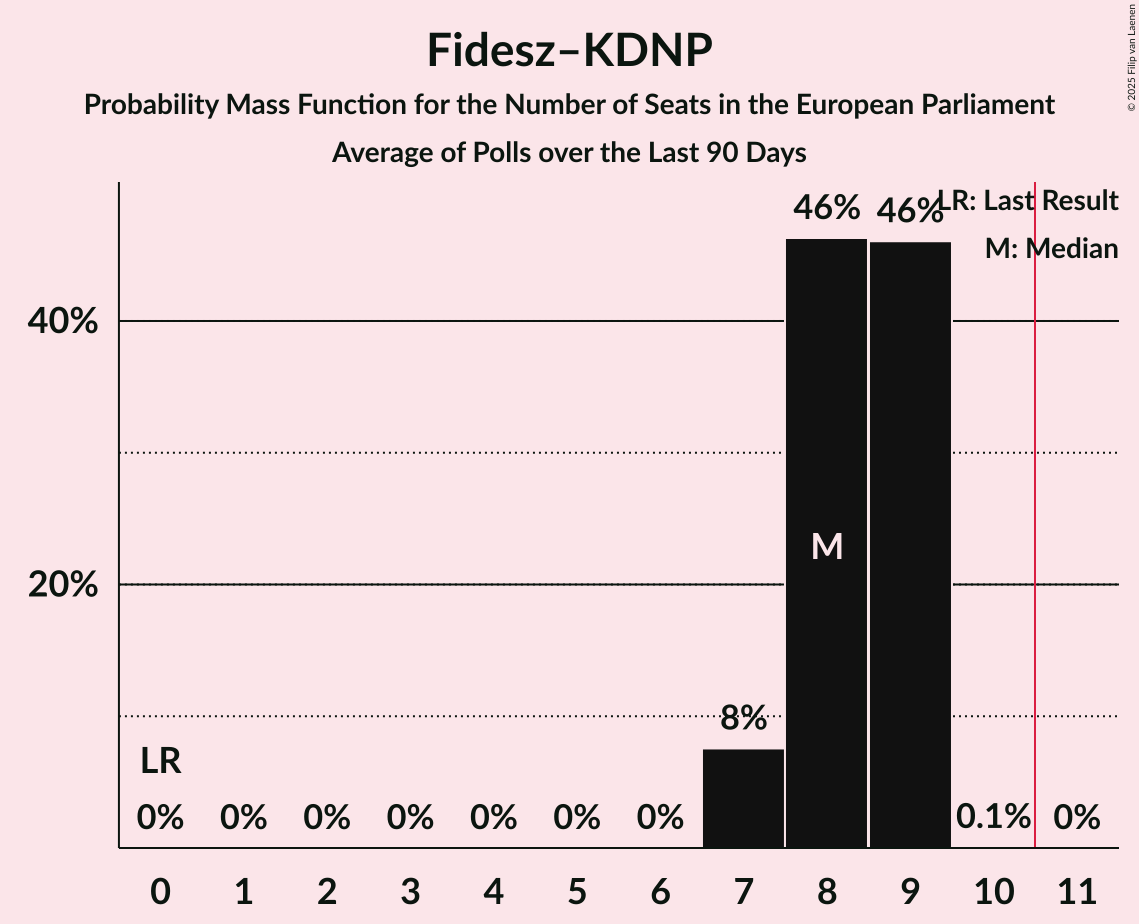 Fidesz–KDNP
Probability Mass Function for the Number of Seats in the European Parliament
Average of Polls over the Last 90 Days
© 2025 Filip van Laenen
LR: Last Result
M: Median
46% 46%
40%
M
20%
8%
LR
0% 0% 0% 0% 0% 0% 0% 0.1% 0%
0 1 2 3 4 5 6 7 8 9 10 11